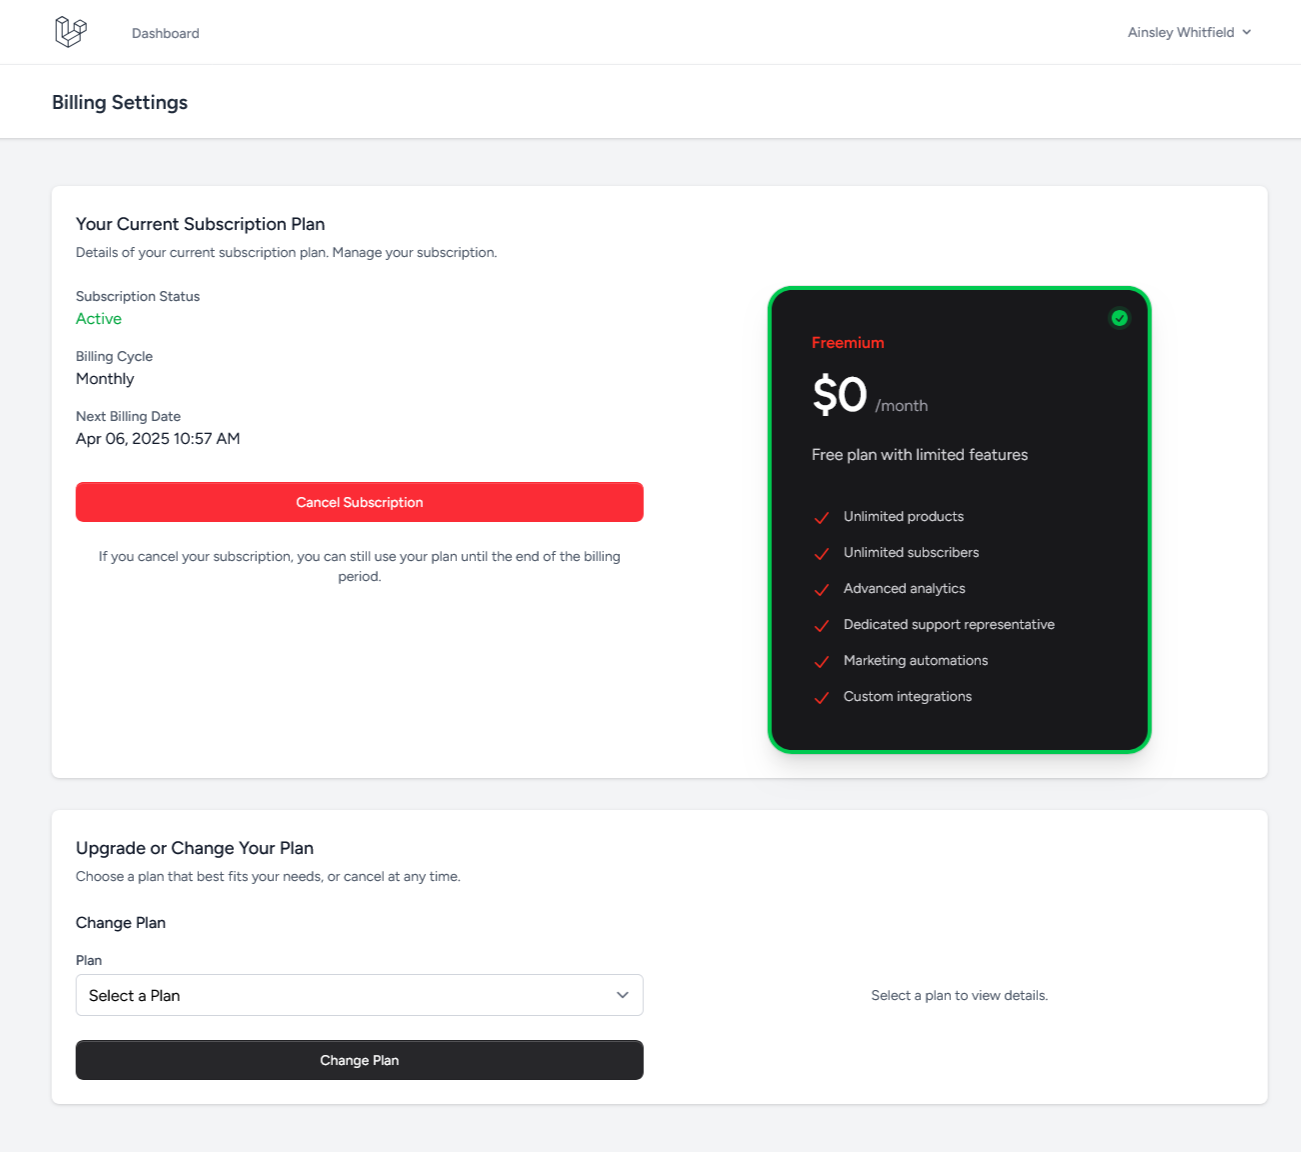 Dashboard
Ainsley Whitfield
Billing Settings
Your Current Subscription Plan
Details of your current subscription plan. Manage your subscription.
Subscription Status
Active
Billing Cycle
Monthly
Next Billing Date
Apr 06, 2025 10:57 AM
Cancel Subscription
If you cancel your subscription, you can still use your plan until the end of the billing
period.
Freemium
$0 /month
Free plan with limited features
Unlimited products
Unlimited subscribers
Advanced analytics
Dedicated support representative
Marketing automations
Custom integrations
Upgrade or Change Your Plan
Choose a plan that best fits your needs, or cancel at any time.
Change Plan
Plan
Select a Plan
Change Plan
Select a plan to view details.